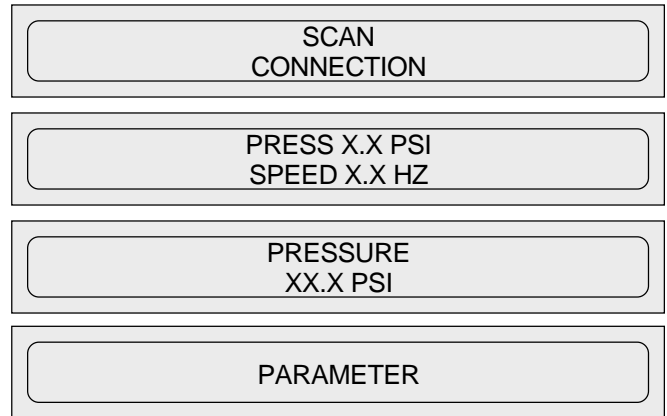 SCAN
CONNECTION
PRESS X.X PSI
SPEED X.X HZ
PRESSURE
XX.X PSI
PARAMETER